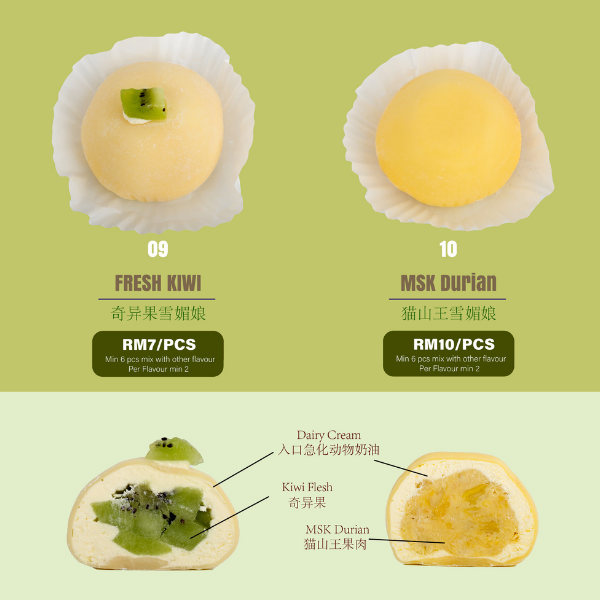 09
FRESH KIWI
奇异果雪媚娘
RM7/PCS
Min 6 pcs mix with other flavour
Per Flavour min 2
10
MSK Durian
猫山王雪媚娘
RM10/PCS
Min 6 pcs mix with other flavour
Per Flavour min 2
Dairy Cream
入口急化动物奶油
Kiwi Flesh
奇异果
MSK Durian
猫山王果肉